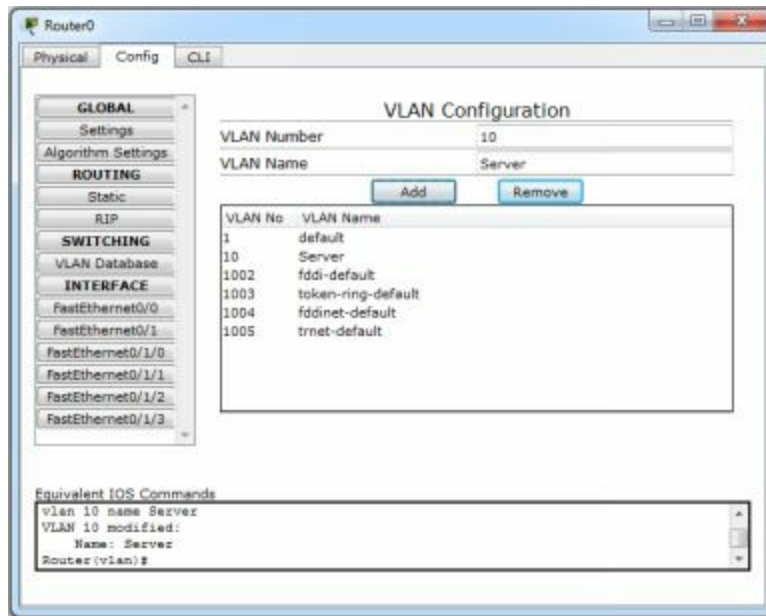 Router0
Physical Config CLI
GLOBAL
Settings
Algorithm Settings
ROUTING
Static
RIP
SWITCHING
VLAN Database
INTERFACE
FastEthernet0/0
FastEthernet0/1
FastEthernet0/1/0
FastEthernet0/1/1
FastEthernet0/1/2
FastEthernet0/1/3
VLAN Configuration
VLAN Number 10
VLAN Name Server
Add Remove
VLAN No VLAN Name
1 default
10 Server
1002 fddi-default
1003 token-ring-default
1004 fddinet-default
1005 trnet-default
Equivalent IOS Commands
vlan 10 name Server
VLAN 10 modified:
Name: Server
Router(vlan)#